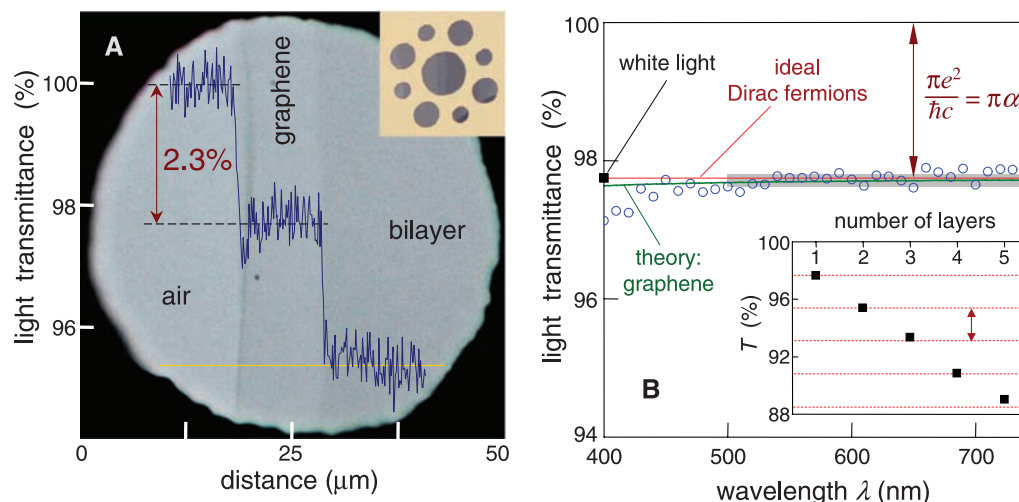 A
light transmittance (%)
100
98
96
2.3%
air
graphene
bilayer
0
25
50
distance (μm)
B
light transmittance (%)
100
98
96
94
white light
ideal
Dirac fermions
πe²/ħc = πα
theory:
graphene
400
500
600
700
wavelength λ (nm)
number of layers
1 2 3 4 5
T (%)
100
96
92
88